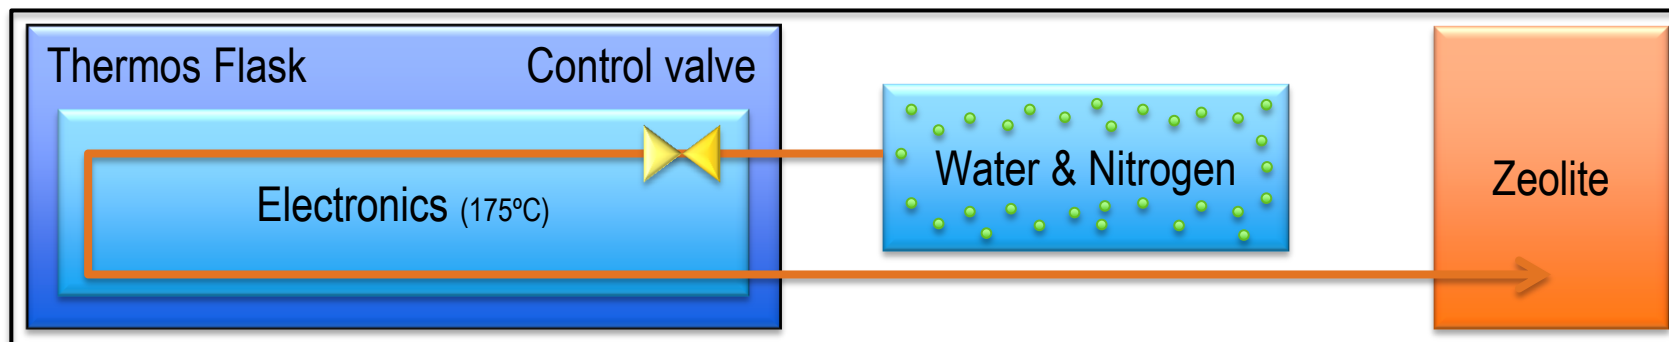 Thermos Flask
Control valve
Water & Nitrogen
Electronics (175ºC)
Zeolite